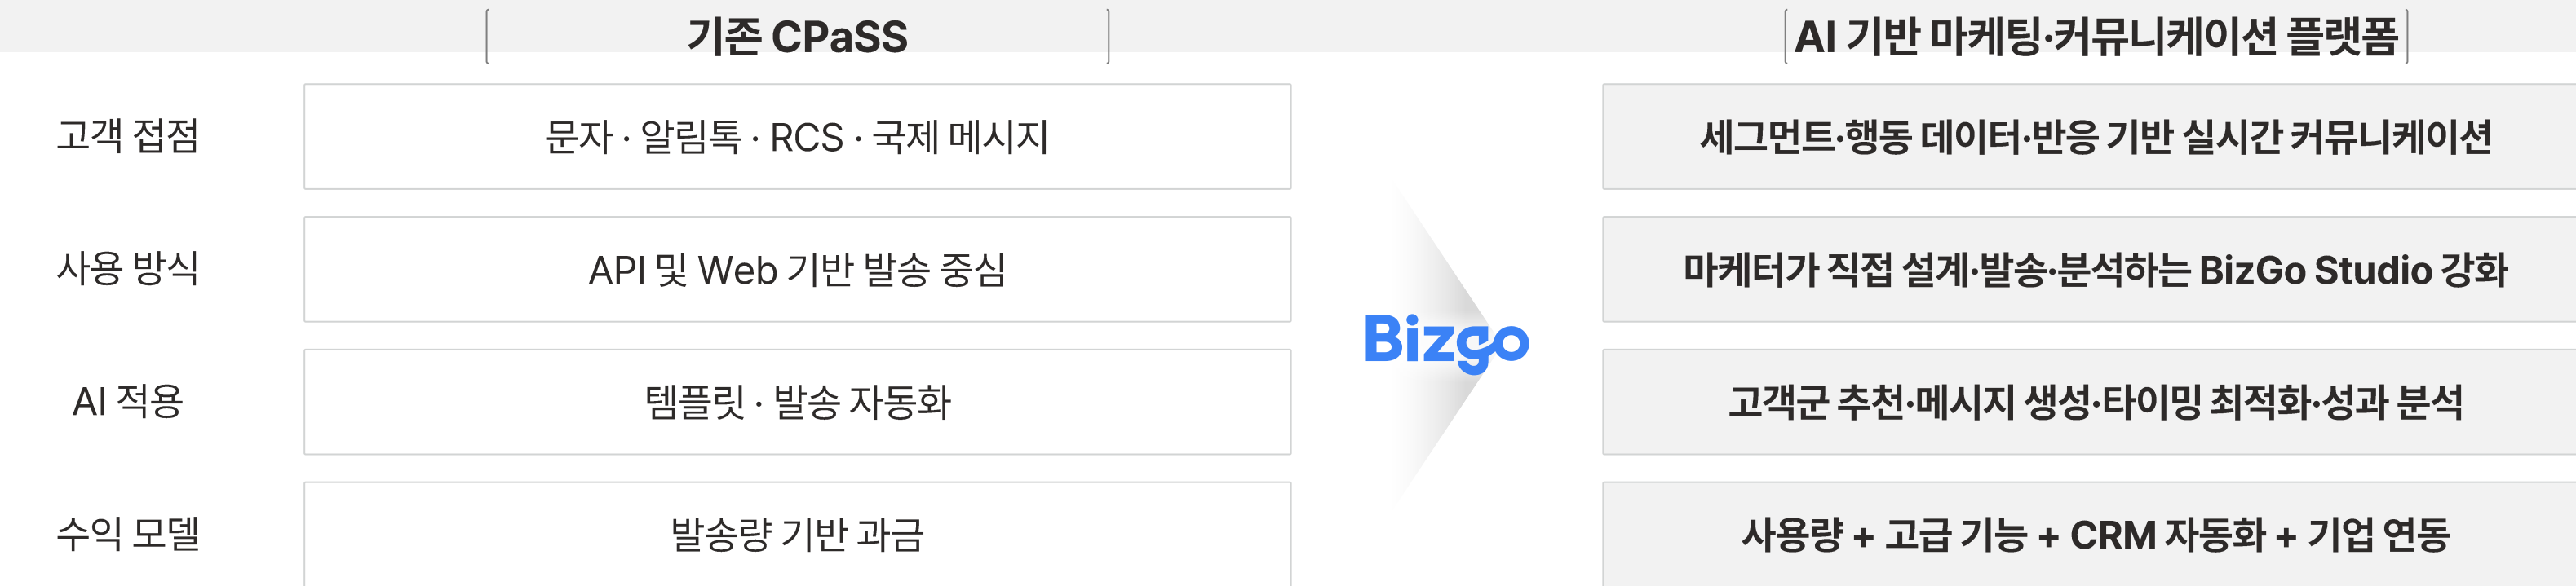 기존 CPaSS
AI 기반 마케팅·커뮤니케이션 플랫폼
고객 접점
문자 · 알림톡 · RCS · 국제 메시지
세그먼트·행동 데이터·반응 기반 실시간 커뮤니케이션
사용 방식
API 및 Web 기반 발송 중심
마케터가 직접 설계·발송·분석하는 BizGo Studio 강화
Bizgo
AI 적용
템플릿 · 발송 자동화
고객군 추천·메시지 생성·타이밍 최적화·성과 분석
수익 모델
발송량 기반 과금
사용량 + 고급 기능 + CRM 자동화 + 기업 연동